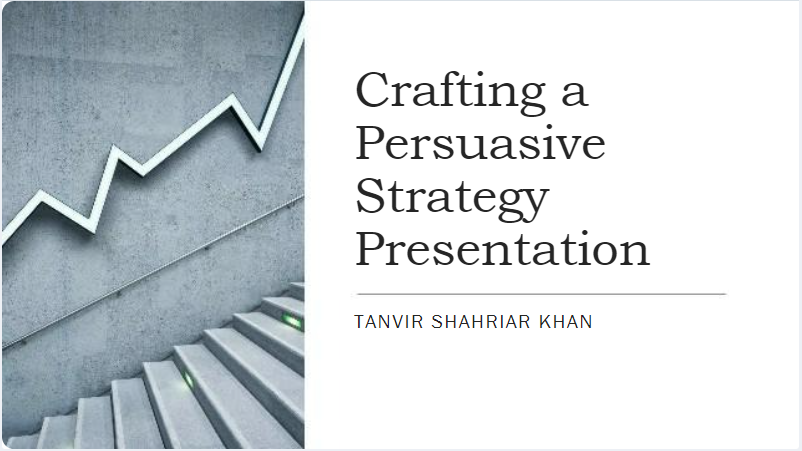 Crafting a
Persuasive
Strategy
Presentation
TANVIR SHAHRIAR KHAN